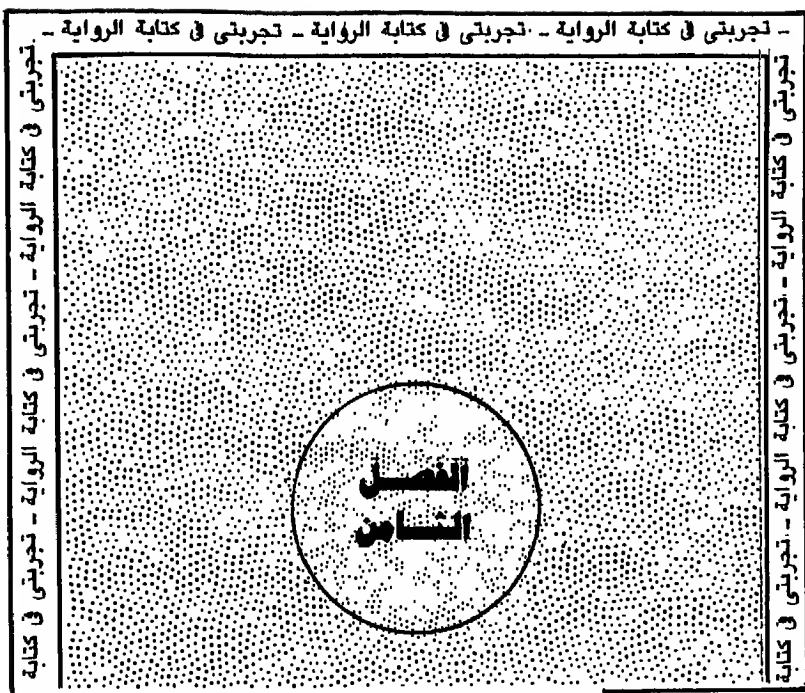 - تجربتى فى كتابة الرواية - تجربتى فى كتابة الرواية - تجربتى فى كتابة الرواية -
تجربتى فى كتابة الرواية - تجربتى فى كتابة الرواية - تجربتى فى كتابة
تجربتى فى كتابة الرواية - تجربتى فى كتابة الرواية - تجربتى فى كتابة
الفصل
الثامن